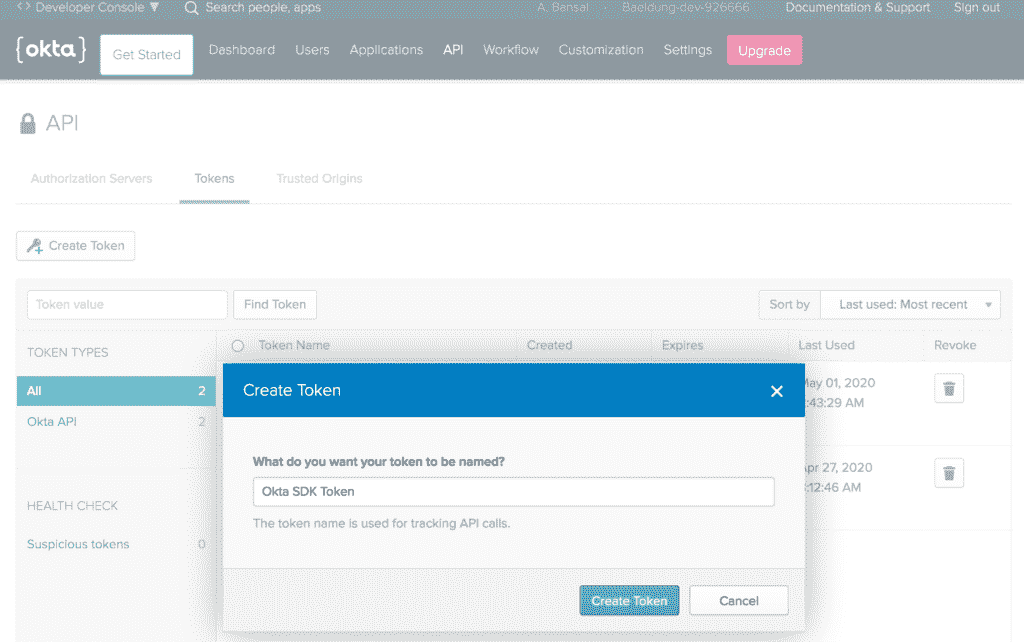 <> Developer Console ▼ Search people, apps A. Bansal Baeldung-dev-926666 Documentation & Support Sign out
{okta} Get Started Dashboard Users Applications API Workflow Customization Settings Upgrade
API
Authorization Servers Tokens Trusted Origins
Create Token
Token value Find Token Sort by Last used: Most recent
TOKEN TYPES Token Name Created Expires Last Used Revoke
All 2
Create Token
May 01, 2020
:43:29 AM
Okta API 2
What do you want your token to be named?
Okta SDK Token
Apr 27, 2020
:12:46 AM
HEALTH CHECK
The token name is used for tracking API calls.
Suspicious tokens 0
Create Token Cancel